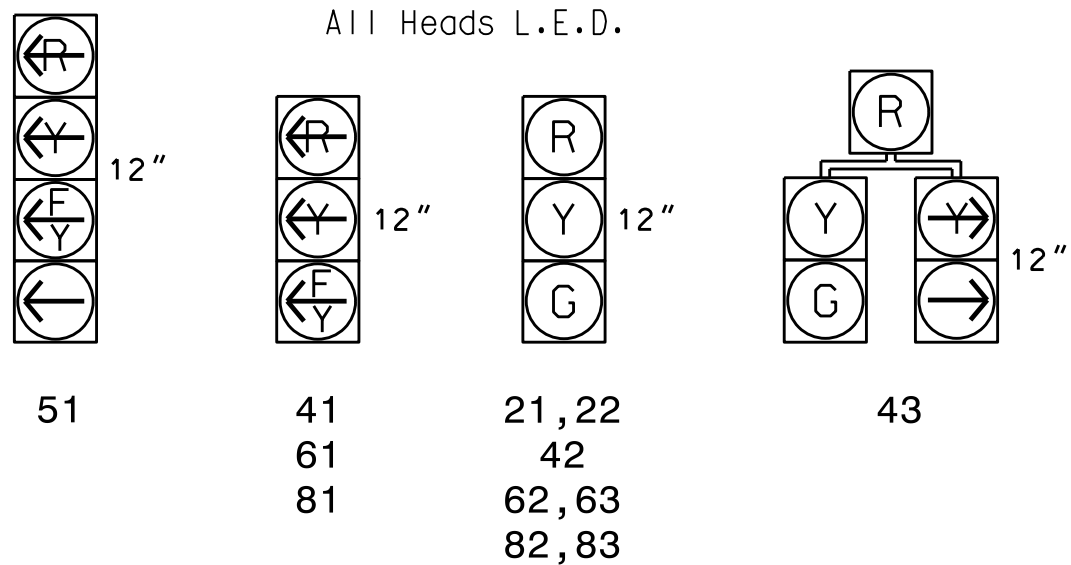 All Heads L.E.D.
R
Y
F
Y
12"
R
Y
F
Y
12"
R
Y
G
12"
R
Y Y
G
12"
51 41 21,22 43
61 42
81 62,63
82,83